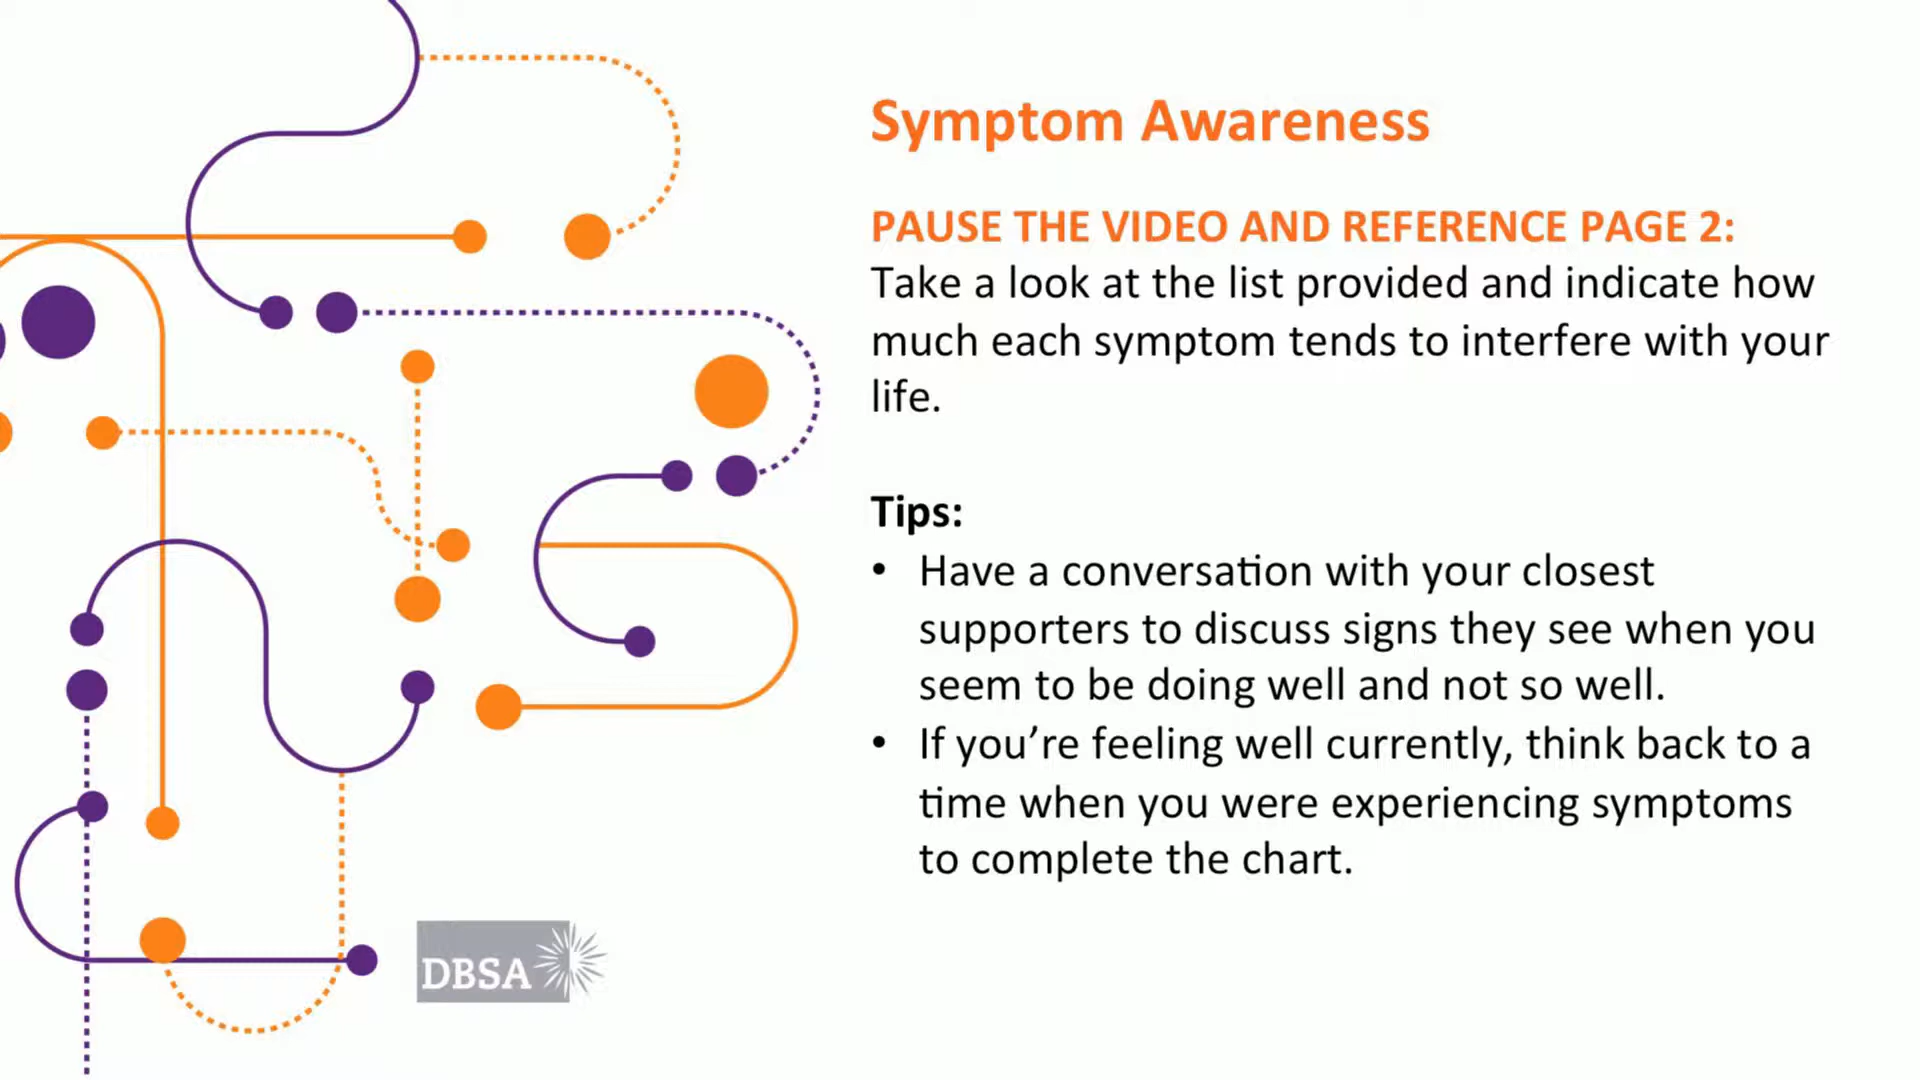 Symptom Awareness
PAUSE THE VIDEO AND REFERENCE PAGE 2:
Take a look at the list provided and indicate how
much each symptom tends to interfere with your
life.
Tips:
• Have a conversation with your closest
supporters to discuss signs they see when you
seem to be doing well and not so well.
• If you’re feeling well currently, think back to a
time when you were experiencing symptoms
to complete the chart.
DBSA